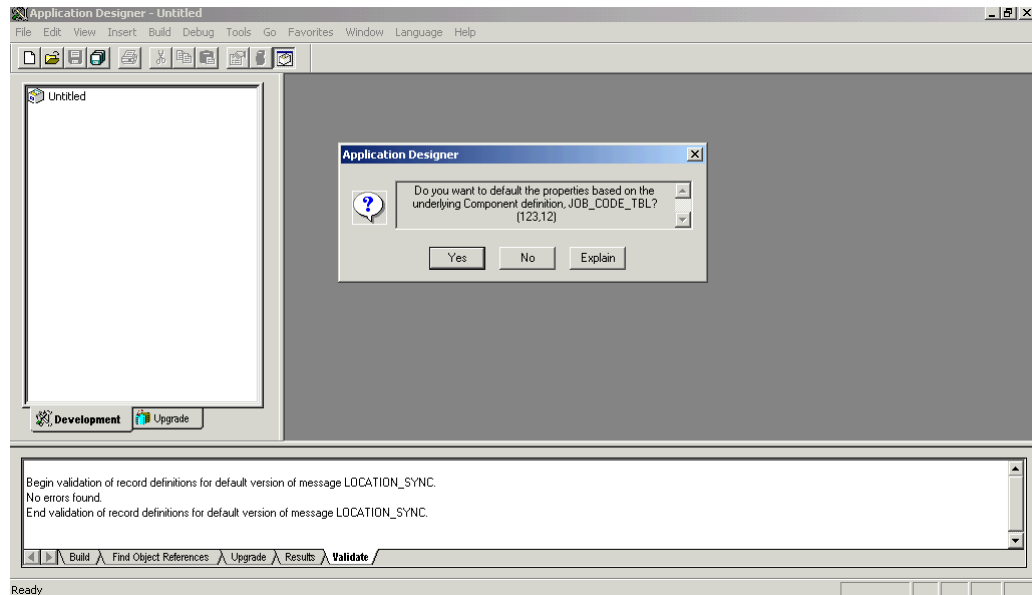 Application Designer - Untitled
File Edit View Insert Build Debug Tools Go Favorites Window Language Help
Untitled
Application Designer
Do you want to default the properties based on the
underlying Component definition, JOB_CODE_TBL?
(123,12)
Yes No Explain
Development Upgrade
Begin validation of record definitions for default version of message LOCATION_SYNC.
No errors found.
End validation of record definitions for default version of message LOCATION_SYNC.
Build Find Object References Upgrade Results Validate
Ready